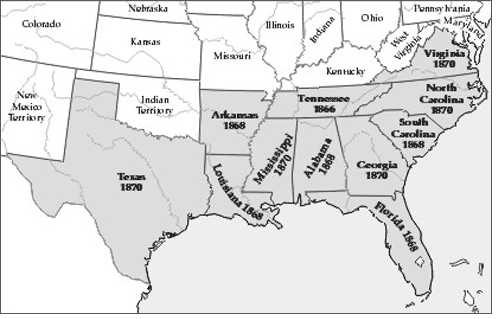 Nebraska
Pennsylvania
Maryland
Ohio
Indiana
Illinois
Colorado
Kansas
Missouri
West
Virginia
Kentucky
Virginia
1870
New
Mexico
Territory
Indian
Territory
Arkansas
1868
Tennessee
1866
North
Carolina
1870
South
Carolina
1868
Texas
1870
Louisiana 1868
Mississippi
1870
Alabama
1868
Georgia
1870
Florida 1868